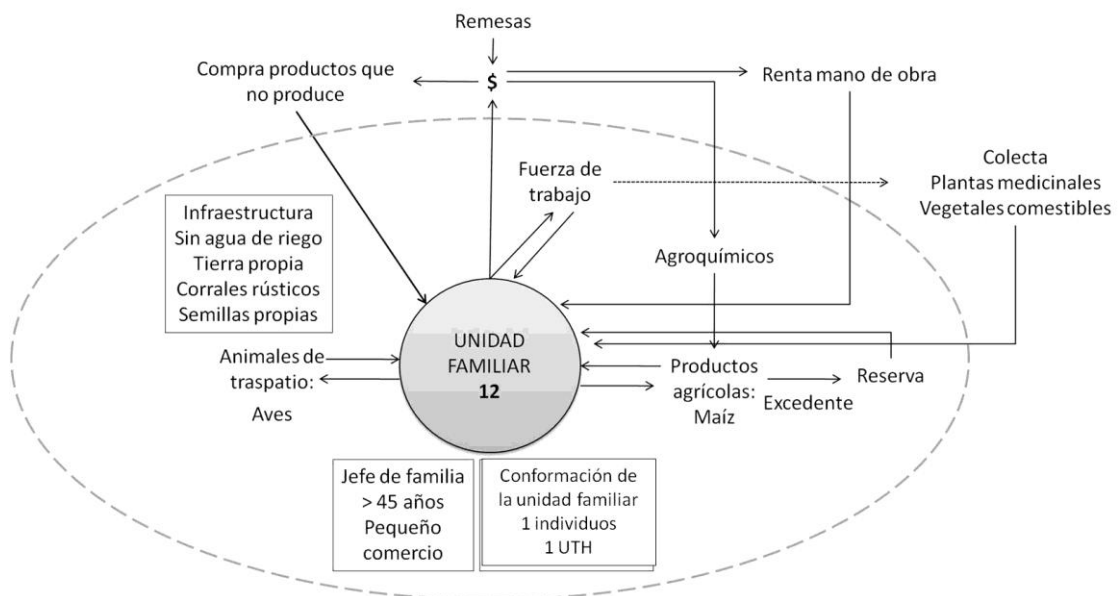 Remesas
$
Compra productos que
no produce
Renta mano de obra
Fuerza de
trabajo
Colecta
Plantas medicinales
Vegetales comestibles
Infraestructura
Sin agua de riego
Tierra propia
Corrales rústicos
Semillas propias
Agroquímicos
UNIDAD
FAMILIAR
12
Animales de
traspatio:
Aves
Productos
agrícolas:
Maíz
Excedente
Reserva
Jefe de familia
> 45 años
Pequeño
comercio
Conformación de
la unidad familiar
1 individuos
1 UTH